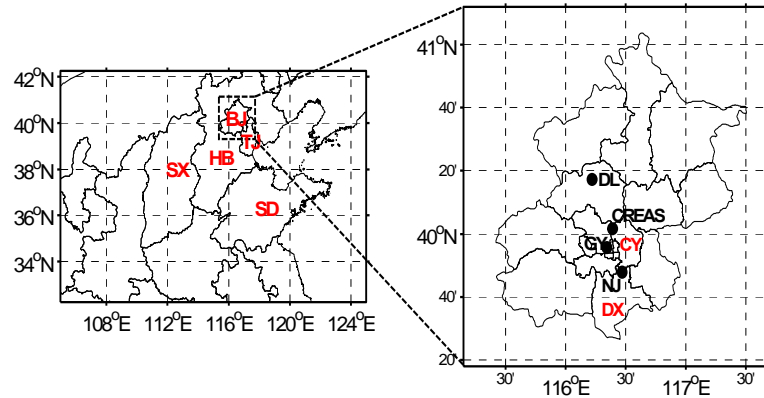 42°N
40°N
38°N
36°N
34°N
108°E 112°E 116°E 120°E 124°E
BJ
TJ
HB
SX
SD
41°N
40'
20'
40°N
40'
20'
30' 116°E 30' 117°E 30'
DL
CREAS
GY CY
NJ
DX